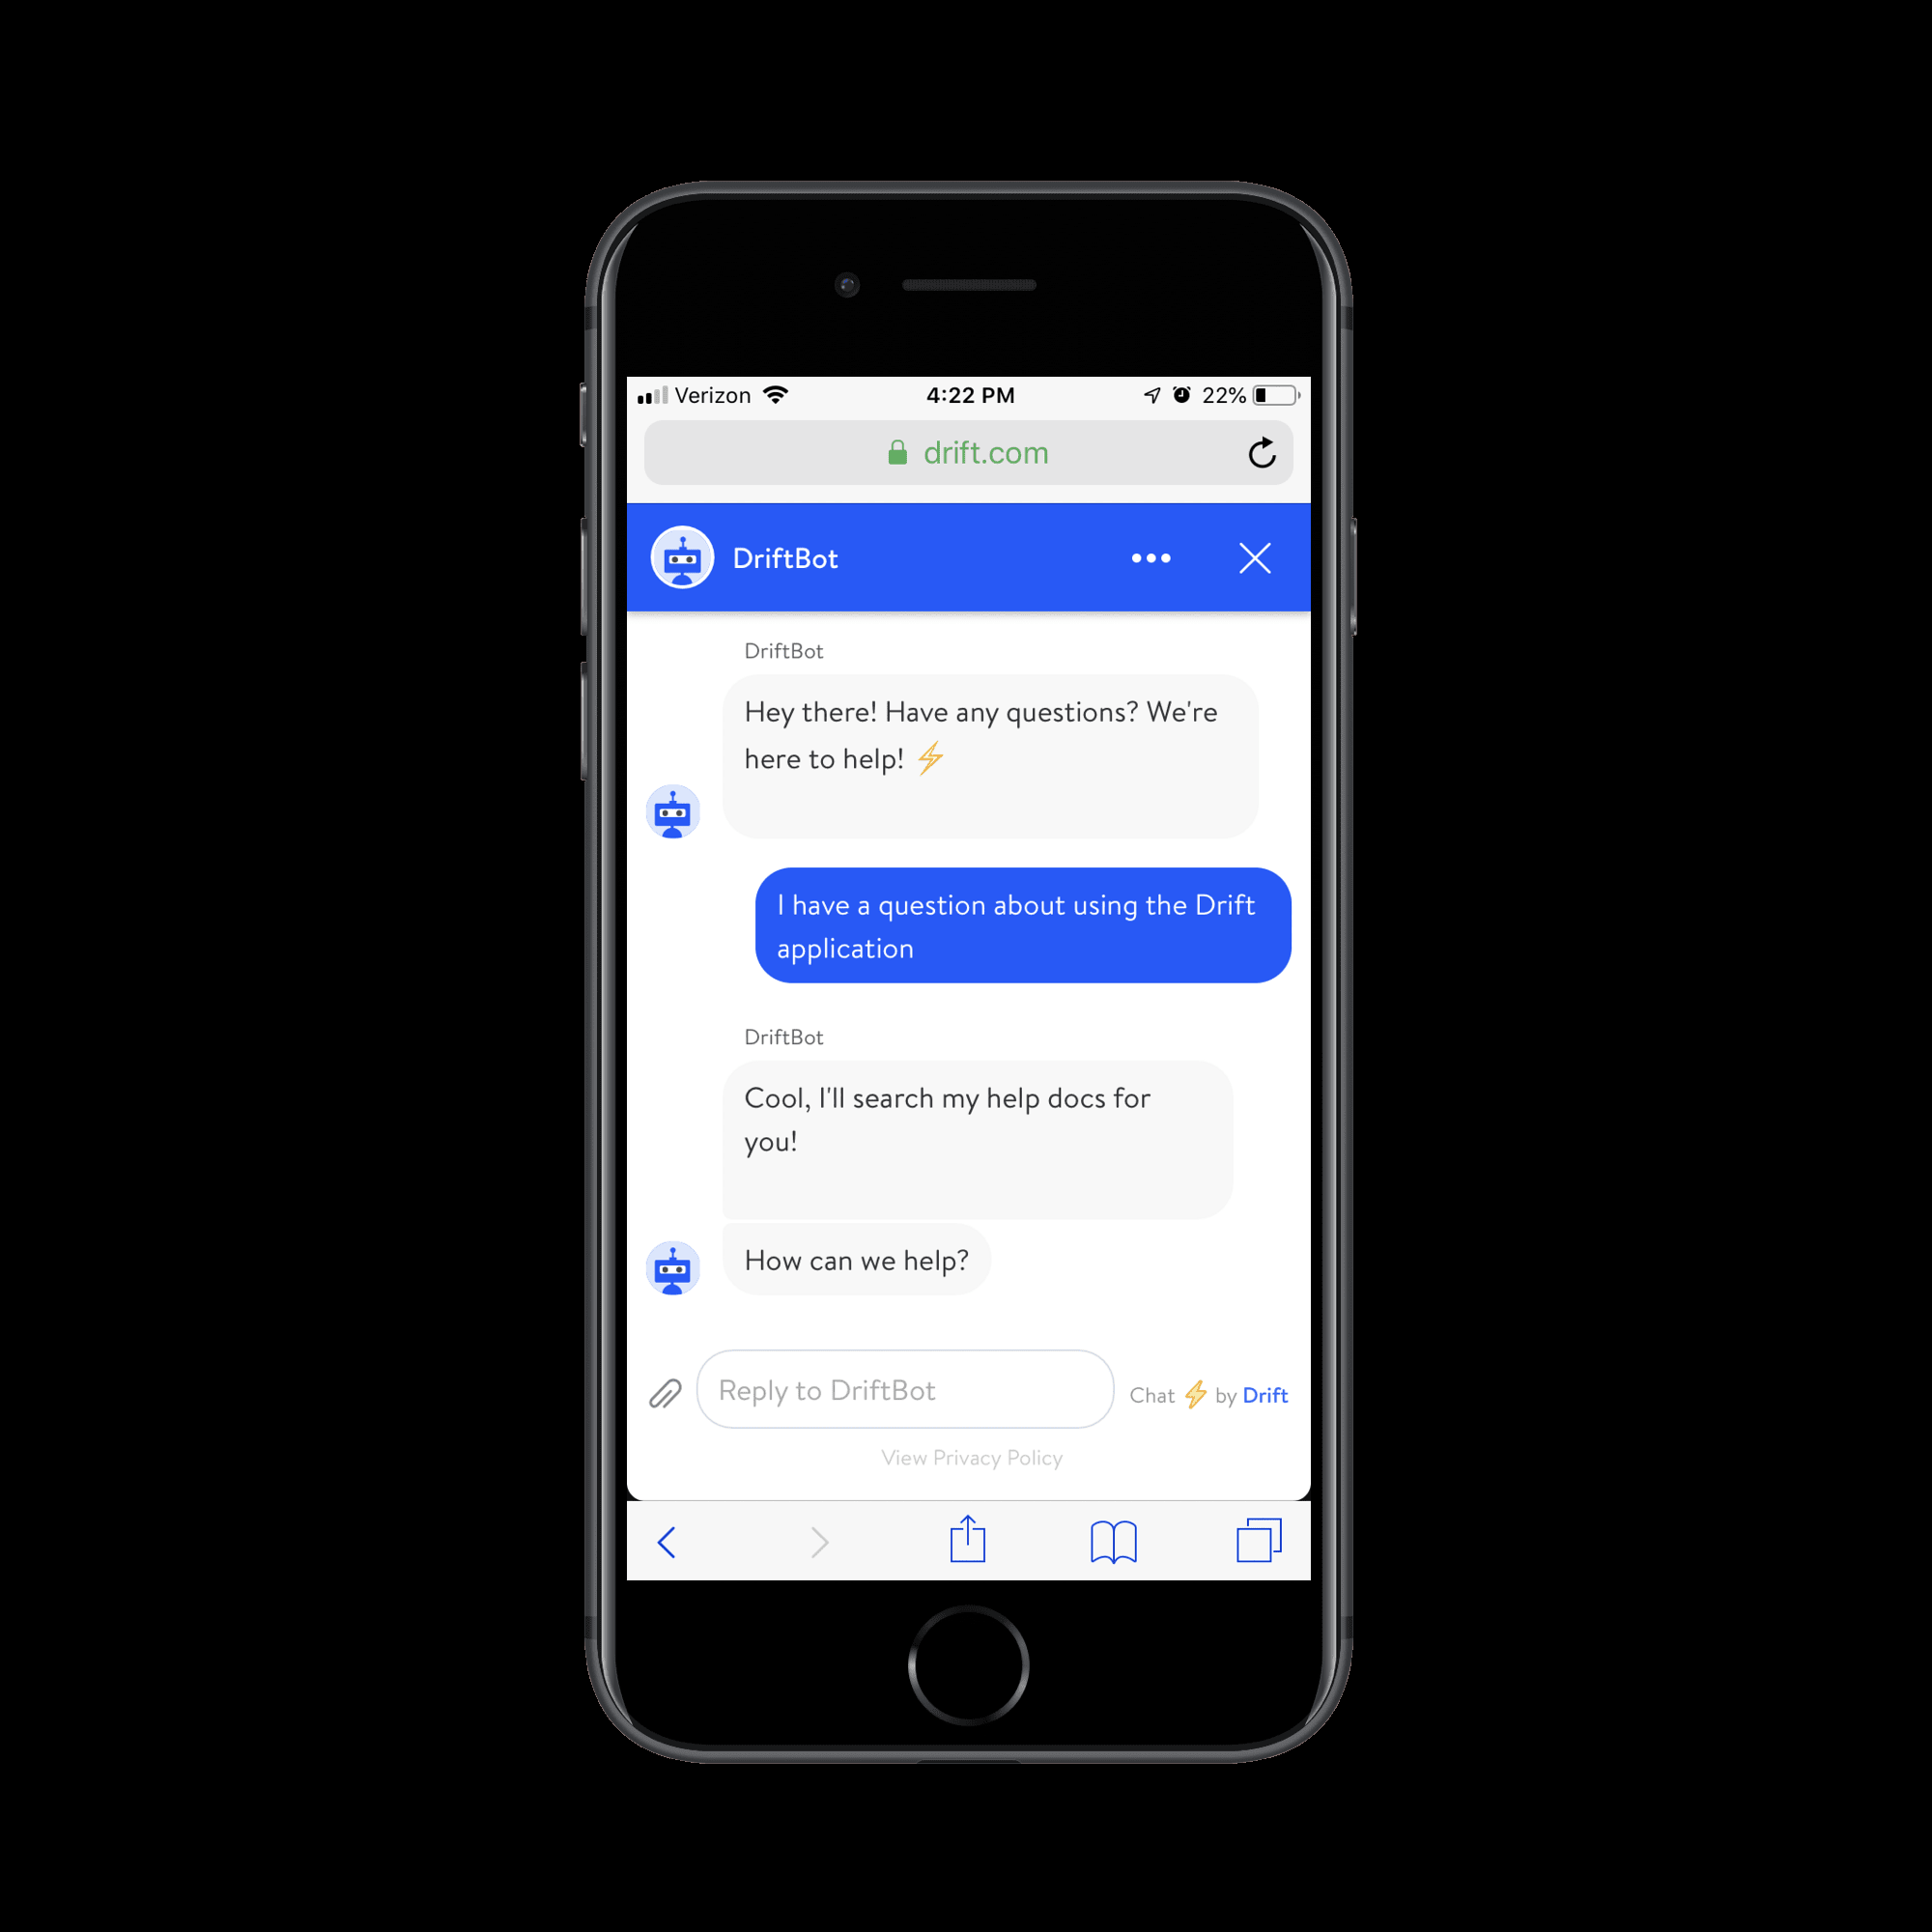 Verizon 4:22 PM 22%
drift.com
DriftBot
DriftBot
Hey there! Have any questions? We're
here to help! ⚡
I have a question about using the Drift
application
DriftBot
Cool, I'll search my help docs for
you!
How can we help?
Reply to DriftBot
Chat ⚡ by Drift
View Privacy Policy